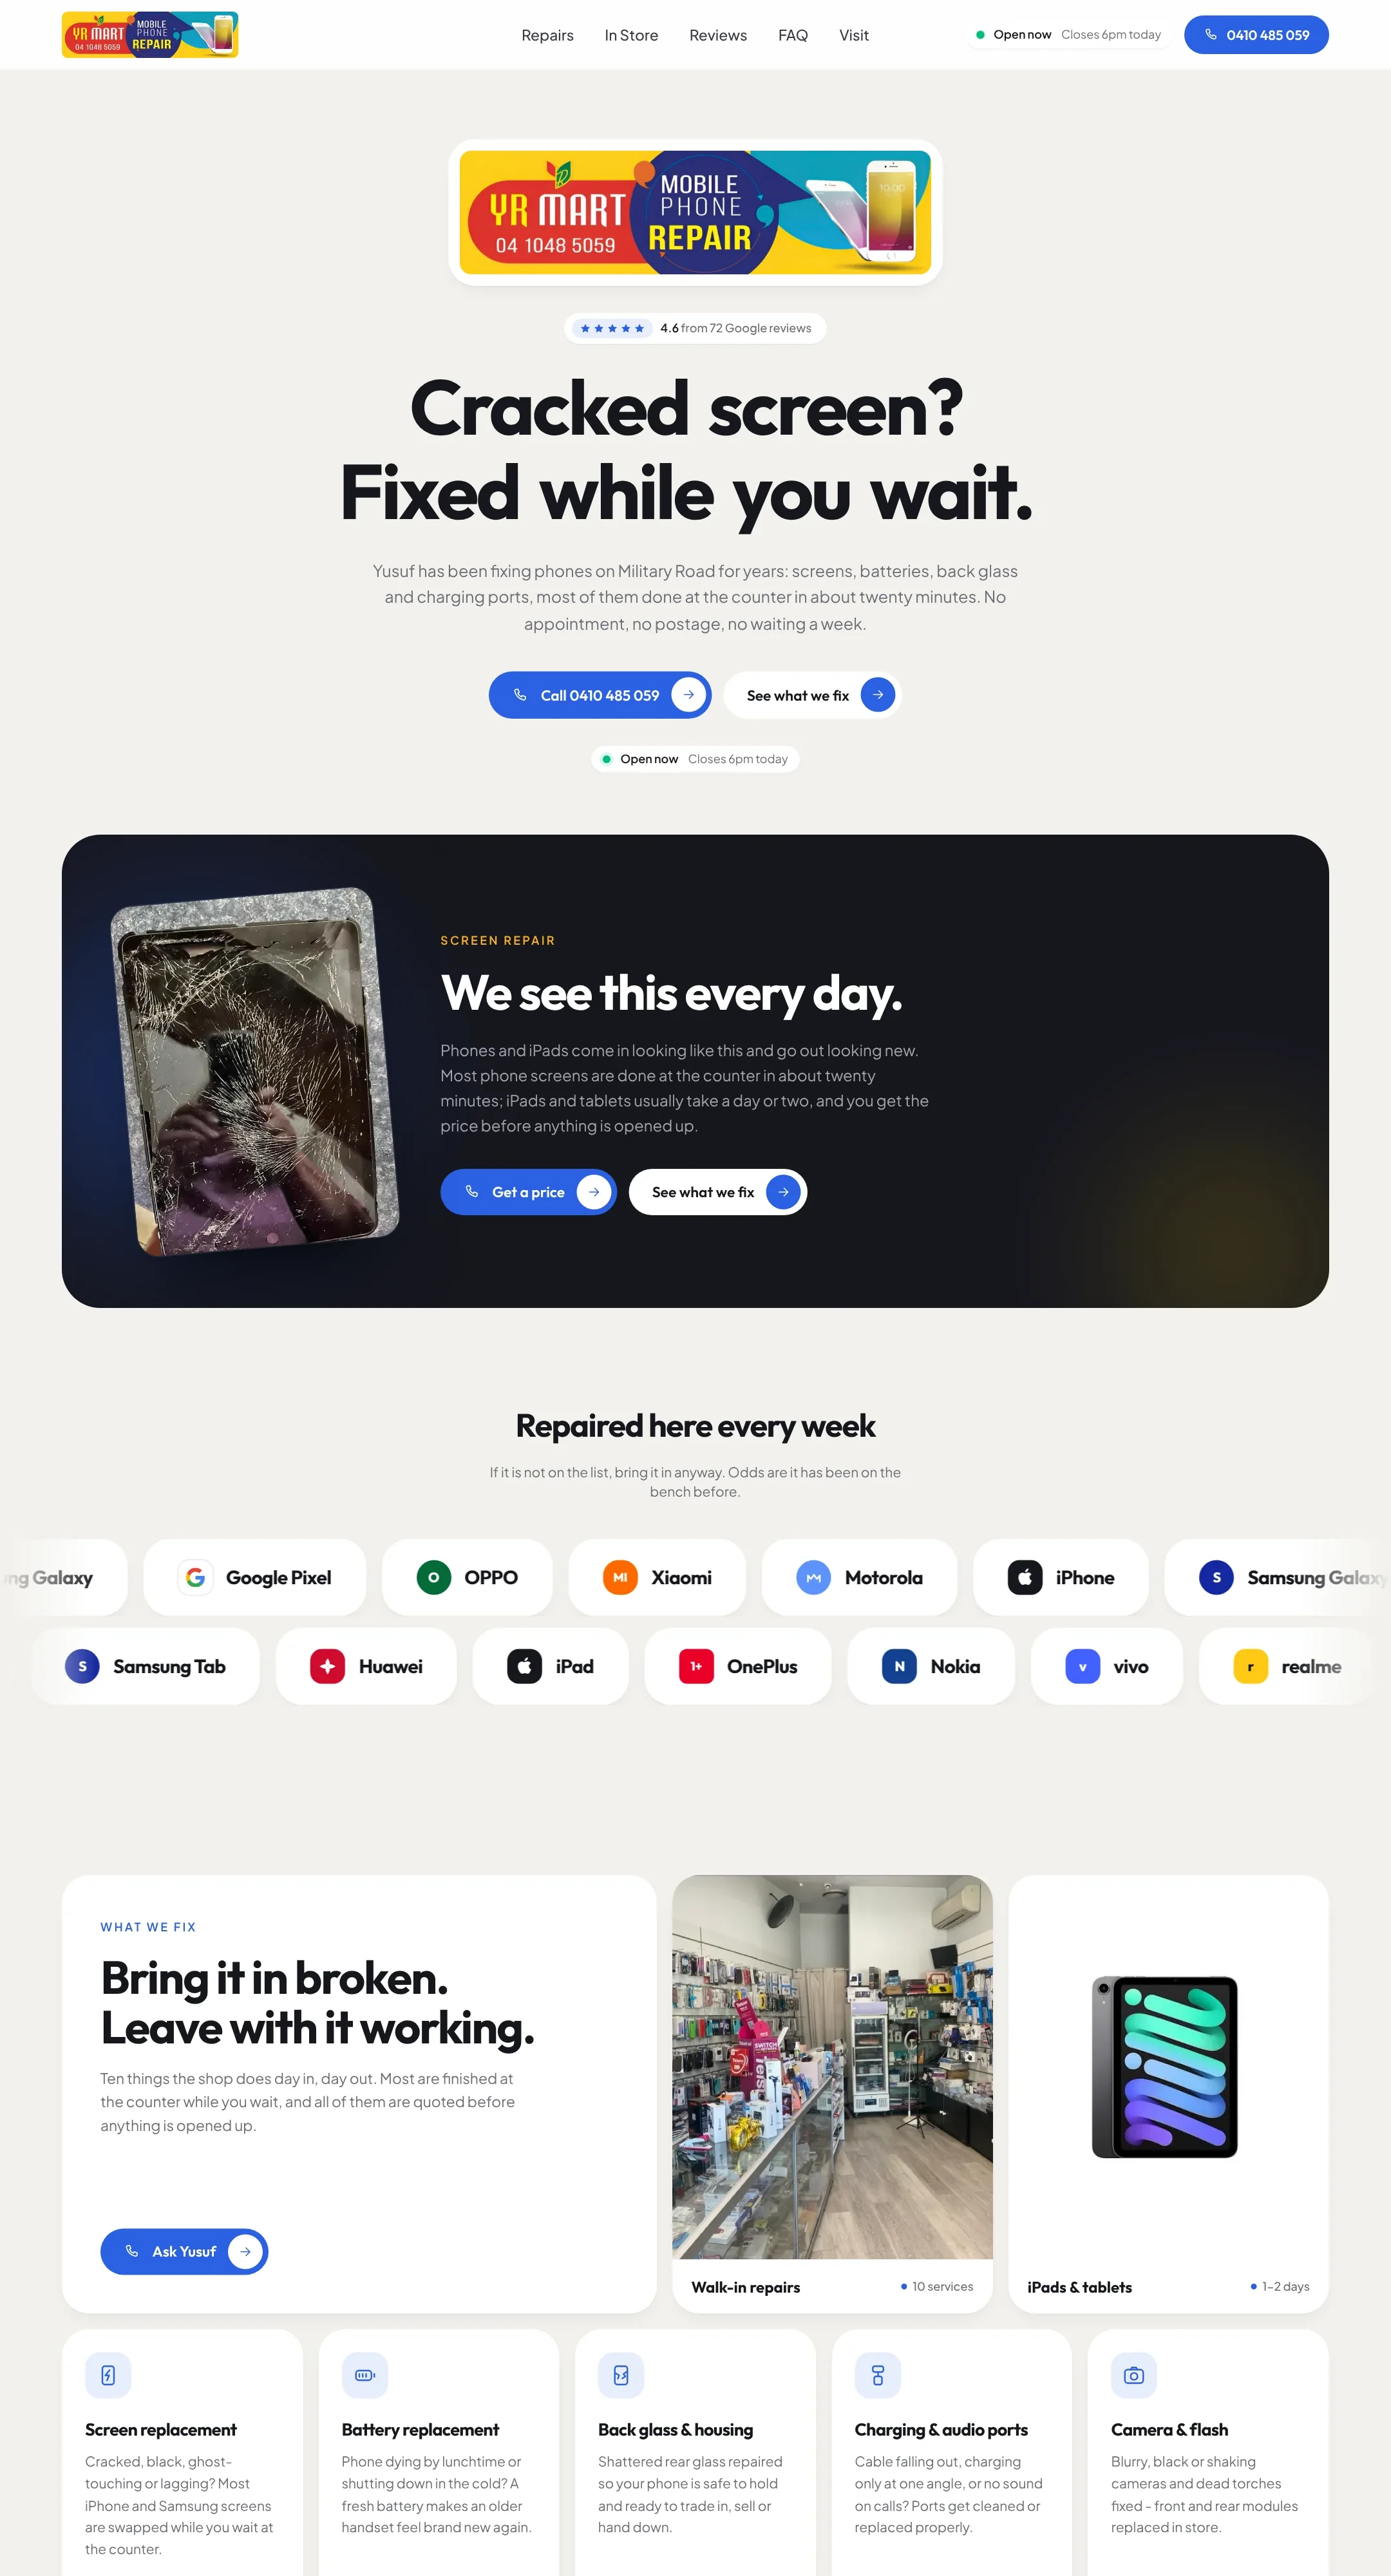 YR MART
04 1048 5059
MOBILE
PHONE
REPAIR
Repairs
In Store
Reviews
FAQ
Visit
Open now Closes 6pm today
0410 485 059
YR MART
04 1048 5059
MOBILE
PHONE
REPAIR
10:00
4.6 from 72 Google reviews
Cracked screen?
Fixed while you wait.
Yusuf has been fixing phones on Military Road for years: screens, batteries, back glass
and charging ports, most of them done at the counter in about twenty minutes. No
appointment, no postage, no waiting a week.
Call 0410 485 059
See what we fix
Open now Closes 6pm today
SCREEN REPAIR
We see this every day.
Phones and iPads come in looking like this and go out looking new.
Most phone screens are done at the counter in about twenty
minutes; iPads and tablets usually take a day or two, and you get the
price before anything is opened up.
Get a price
See what we fix
Repaired here every week
If it is not on the list, bring it in anyway. Odds are it has been on the
bench before.
ng Galaxy
G Google Pixel
O OPPO
MI Xiaomi
Motorola
iPhone
S Samsung Galaxy
S Samsung Tab
Huawei
iPad
1+ OnePlus
N Nokia
v vivo
r realme
WHAT WE FIX
Bring it in broken.
Leave with it working.
Ten things the shop does day in, day out. Most are finished at
the counter while you wait, and all of them are quoted before
anything is opened up.
Ask Yusuf
SWITCH
Walk-in repairs
10 services
iPads & tablets
1–2 days
Screen replacement
Cracked, black, ghost-
touching or lagging? Most
iPhone and Samsung screens
are swapped while you wait at
the counter.
Battery replacement
Phone dying by lunchtime or
shutting down in the cold? A
fresh battery makes an older
handset feel brand new again.
Back glass & housing
Shattered rear glass repaired
so your phone is safe to hold
and ready to trade in, sell or
hand down.
Charging & audio ports
Cable falling out, charging
only at one angle, or no sound
on calls? Ports get cleaned or
replaced properly.
Camera & flash
Blurry, black or shaking
cameras and dead torches
fixed - front and rear modules
replaced in store.